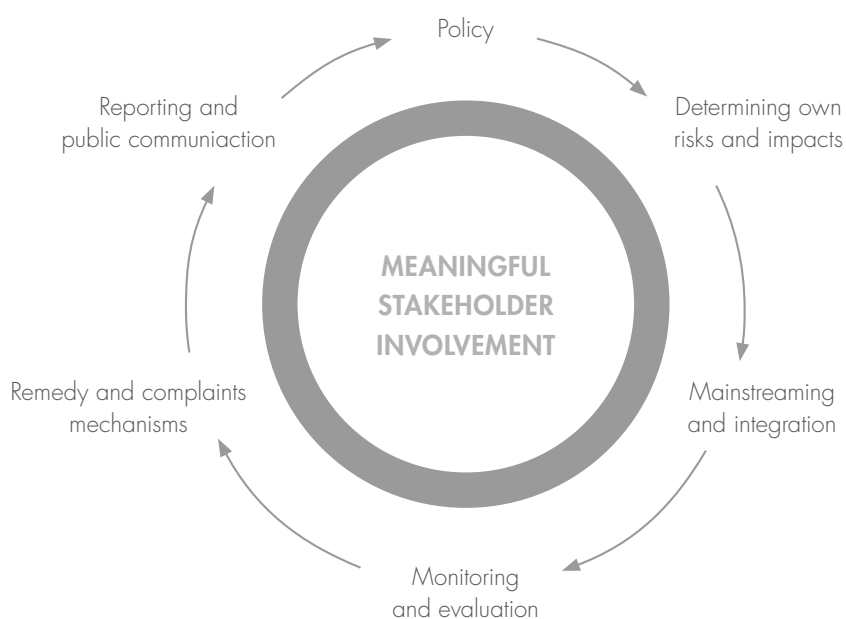 Policy
Determining own
risks and impacts
Mainstreaming
and integration
Monitoring
and evaluation
Remedy and complaints
mechanisms
Reporting and
public communiaction
MEANINGFUL
STAKEHOLDER
INVOLVEMENT